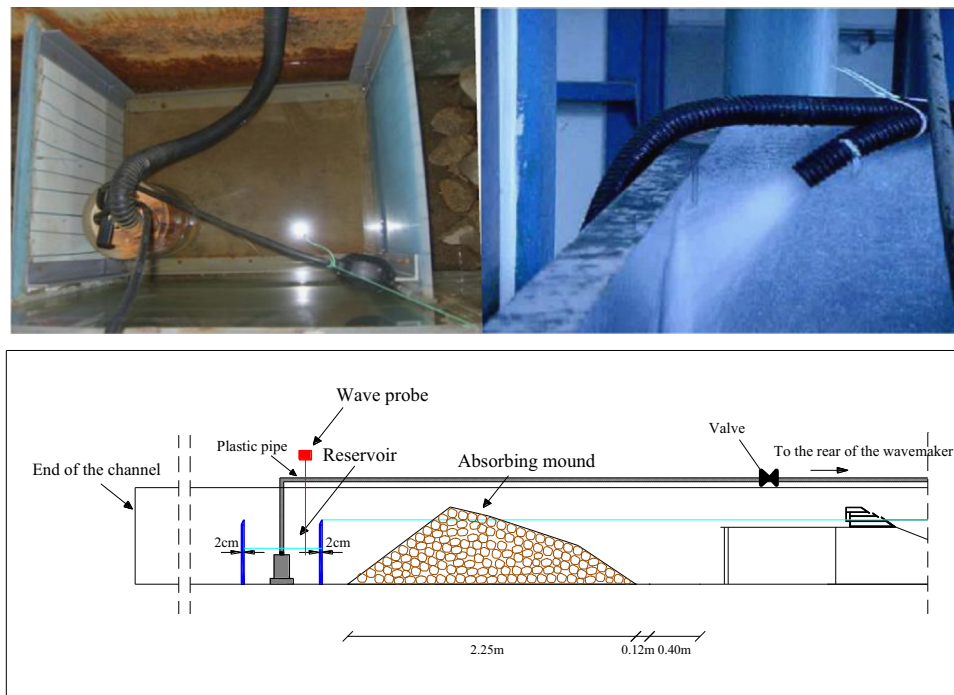 Wave probe
Plastic pipe
Reservoir
Valve
To the rear of the wavemaker
End of the channel
Absorbing mound
2cm
2cm
2.25m
0.12m
0.40m